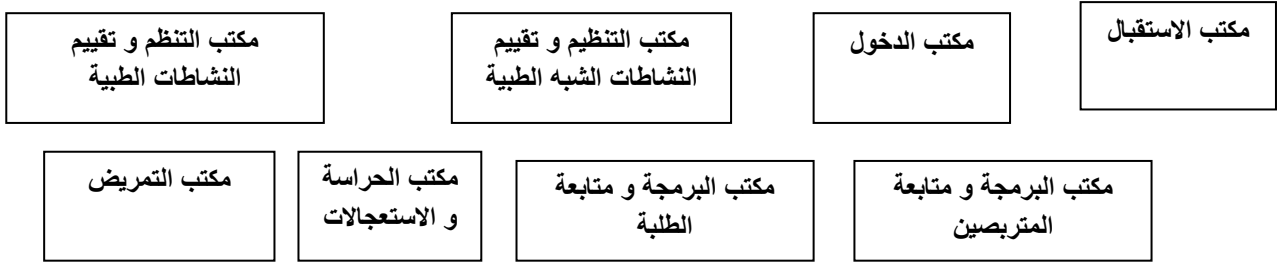 مكتب الاستقبال
مكتب الدخول
مكتب التنظيم و تقييم
النشاطات الشبه الطبية
مكتب التنظم و تقييم
النشاطات الطبية
مكتب البرمجة و متابعة
المتربصين
مكتب البرمجة و متابعة
الطلبة
مكتب الحراسة
و الاستعجالات
مكتب التمريض